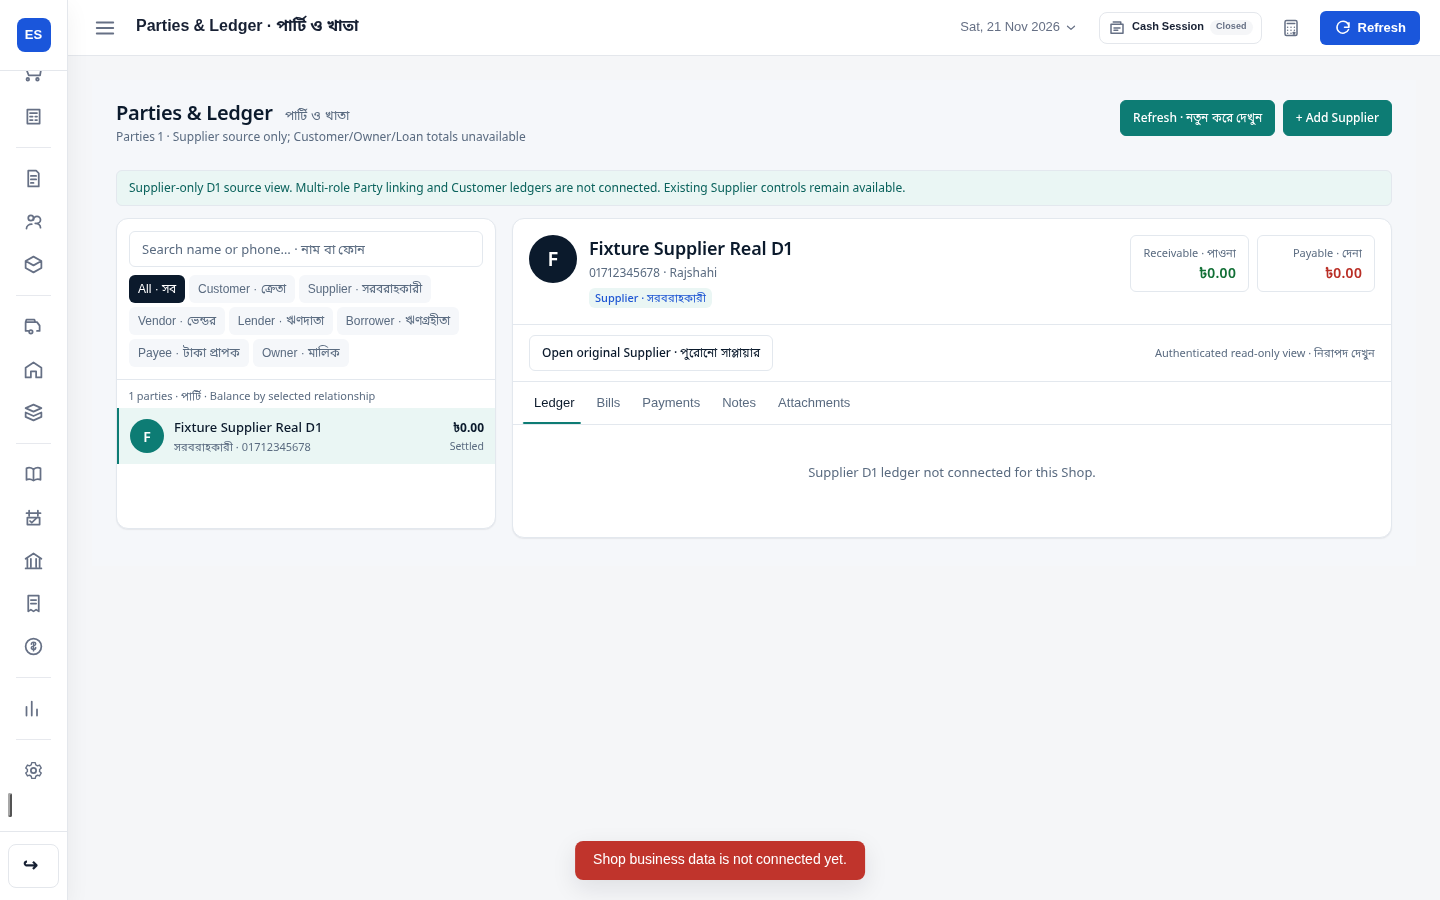 ES
Parties & Ledger · পার্টি ও খাতা
Sat, 21 Nov 2026
Cash Session Closed
Refresh
Parties & Ledger পার্টি ও খাতা
Parties 1 · Supplier source only; Customer/Owner/Loan totals unavailable
Refresh · নতুন করে দেখুন
+ Add Supplier
Supplier-only D1 source view. Multi-role Party linking and Customer ledgers are not connected. Existing Supplier controls remain available.
Search name or phone... · নাম বা ফোন
All · সব
Customer · ক্রেতা
Supplier · সরবরাহকারী
Vendor · ভেন্ডর
Lender · ঋণদাতা
Borrower · ঋণগ্রহীতা
Payee · টাকা প্রাপক
Owner · মালিক
1 parties · পার্টি · Balance by selected relationship
F
Fixture Supplier Real D1
৳0.00
সরবরাহকারী · 01712345678
Settled
F
Fixture Supplier Real D1
01712345678 · Rajshahi
Supplier · সরবরাহকারী
Receivable · পাওনা
৳0.00
Payable · দেনা
৳0.00
Open original Supplier · পুরোনো সাপ্লায়ার
Authenticated read-only view · নিরাপদ দেখুন
Ledger
Bills
Payments
Notes
Attachments
Supplier D1 ledger not connected for this Shop.
Shop business data is not connected yet.